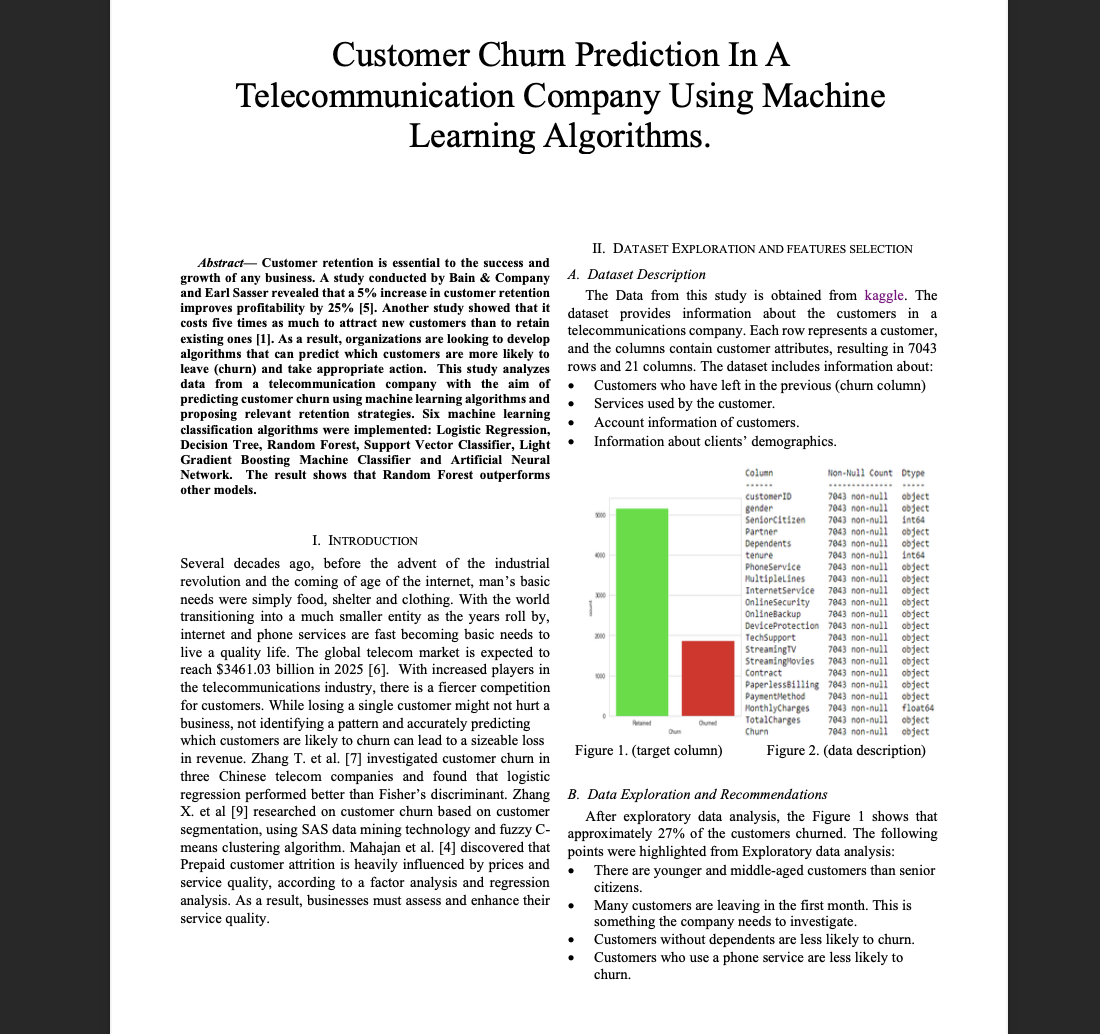 Customer Churn Prediction In A
Telecommunication Company Using Machine
Learning Algorithms.
Abstract— Customer retention is essential to the success and
growth of any business. A study conducted by Bain & Company
and Earl Sasser revealed that a 5% increase in customer retention
improves profitability by 25% [5]. Another study showed that it
costs five times as much to attract new customers than to retain
existing ones [1]. As a result, organizations are looking to develop
algorithms that can predict which customers are more likely to
leave (churn) and take appropriate action. This study analyzes
data from a telecommunication company with the aim of
predicting customer churn using machine learning algorithms and
proposing relevant retention strategies. Six machine learning
classification algorithms were implemented: Logistic Regression,
Decision Tree, Random Forest, Support Vector Classifier, Light
Gradient Boosting Machine Classifier and Artificial Neural
Network. The result shows that Random Forest outperforms
other models.
I. INTRODUCTION
Several decades ago, before the advent of the industrial
revolution and the coming of age of the internet, man's basic
needs were simply food, shelter and clothing. With the world
transitioning into a much smaller entity as the years roll by,
internet and phone services are fast becoming basic needs to
live a quality life. The global telecom market is expected to
reach $3461.03 billion in 2025 [6]. With increased players in
the telecommunications industry, there is a fiercer competition
for customers. While losing a single customer might not hurt a
business, not identifying a pattern and accurately predicting
which customers are likely to churn can lead to a sizeable loss
in revenue. Zhang T. et al. [7] investigated customer churn in
three Chinese telecom companies and found that logistic
regression performed better than Fisher's discriminant. Zhang
X. et al [9] researched on customer churn based on customer
segmentation, using SAS data mining technology and fuzzy C-
means clustering algorithm. Mahajan et al. [4] discovered that
Prepaid customer attrition is heavily influenced by prices and
service quality, according to a factor analysis and regression
analysis. As a result, businesses must assess and enhance their
service quality.
II. DATASET EXPLORATION AND FEATURES SELECTION
A. Dataset Description
The Data from this study is obtained from kaggle. The
dataset provides information about the customers in a
telecommunications company. Each row represents a customer,
and the columns contain customer attributes, resulting in 7043
rows and 21 columns. The dataset includes information about:
• Customers who have left in the previous (churn column)
• Services used by the customer.
• Account information of customers.
• Information about clients' demographics.
5000
4000
3000
2000
1000
0
Retained Churned
Churn
Column Non-Null Count Dtype
------ -------------- -----
customerID 7043 non-null object
gender 7043 non-null object
SeniorCitizen 7043 non-null int64
Partner 7043 non-null object
Dependents 7043 non-null object
tenure 7043 non-null int64
PhoneService 7043 non-null object
MultipleLines 7043 non-null object
InternetService 7043 non-null object
OnlineSecurity 7043 non-null object
OnlineBackup 7043 non-null object
DeviceProtection 7043 non-null object
TechSupport 7043 non-null object
StreamingTV 7043 non-null object
StreamingMovies 7043 non-null object
Contract 7043 non-null object
PaperlessBilling 7043 non-null object
PaymentMethod 7043 non-null object
MonthlyCharges 7043 non-null float64
TotalCharges 7043 non-null object
Churn 7043 non-null object
Figure 1. (target column) Figure 2. (data description)
B. Data Exploration and Recommendations
After exploratory data analysis, the Figure 1 shows that
approximately 27% of the customers churned. The following
points were highlighted from Exploratory data analysis:
• There are younger and middle-aged customers than senior
citizens.
• Many customers are leaving in the first month. This is
something the company needs to investigate.
• Customers without dependents are less likely to churn.
• Customers who use a phone service are less likely to
churn.